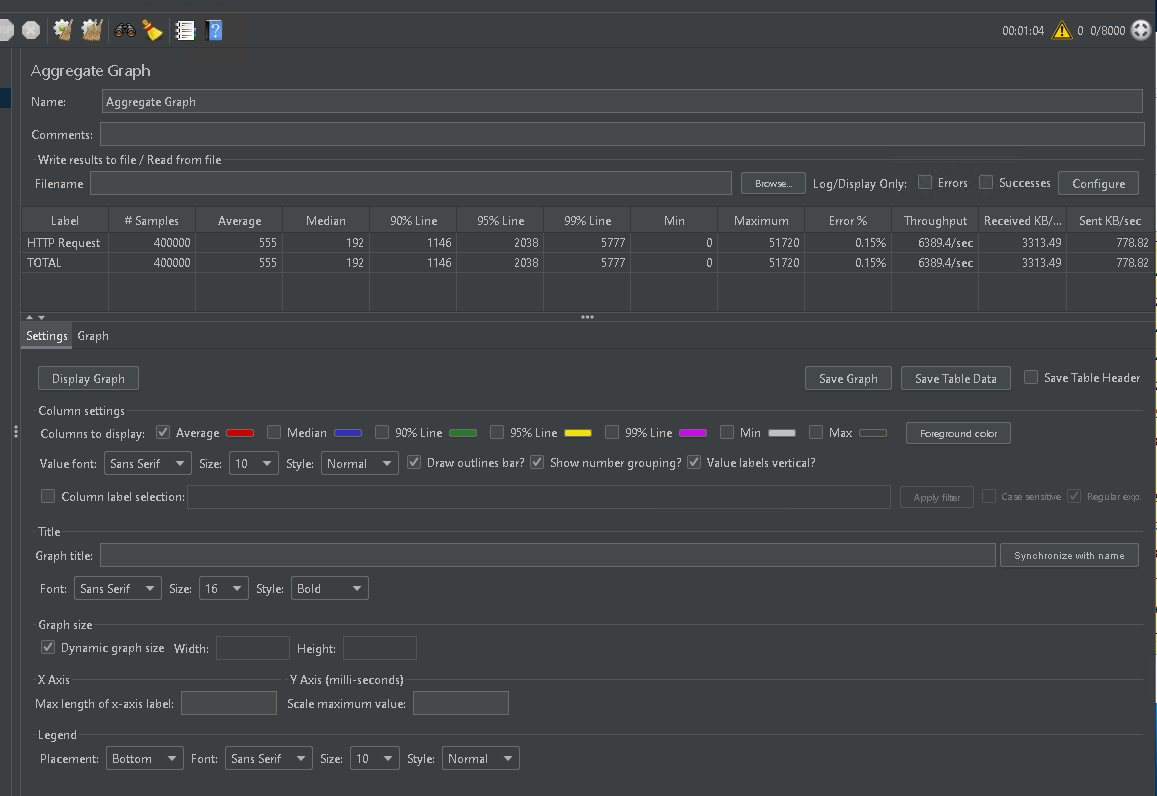 00:01:04 0 0/8000
Aggregate Graph
Name: Aggregate Graph
Comments:
Write results to file / Read from file
Filename Browse... Log/Display Only: Errors Successes Configure
Label # Samples Average Median 90% Line 95% Line 99% Line Min Maximum Error % Throughput Received KB/... Sent KB/sec
HTTP Request 400000 555 192 1146 2038 5777 0 51720 0.15% 6389.4/sec 3313.49 778.82
TOTAL 400000 555 192 1146 2038 5777 0 51720 0.15% 6389.4/sec 3313.49 778.82
Settings Graph
Display Graph Save Graph Save Table Data Save Table Header
Column settings
Columns to display: Average Median 90% Line 95% Line 99% Line Min Max Foreground color
Value font: Sans Serif Size: 10 Style: Normal Draw outlines bar? Show number grouping? Value labels vertical?
Column label selection: Apply filter Case sensitive Regular exp.
Title
Graph title: Synchronize with name
Font: Sans Serif Size: 16 Style: Bold
Graph size
Dynamic graph size Width: Height:
X Axis Y Axis (milli-seconds)
Max length of x-axis label: Scale maximum value:
Legend
Placement: Bottom Font: Sans Serif Size: 10 Style: Normal